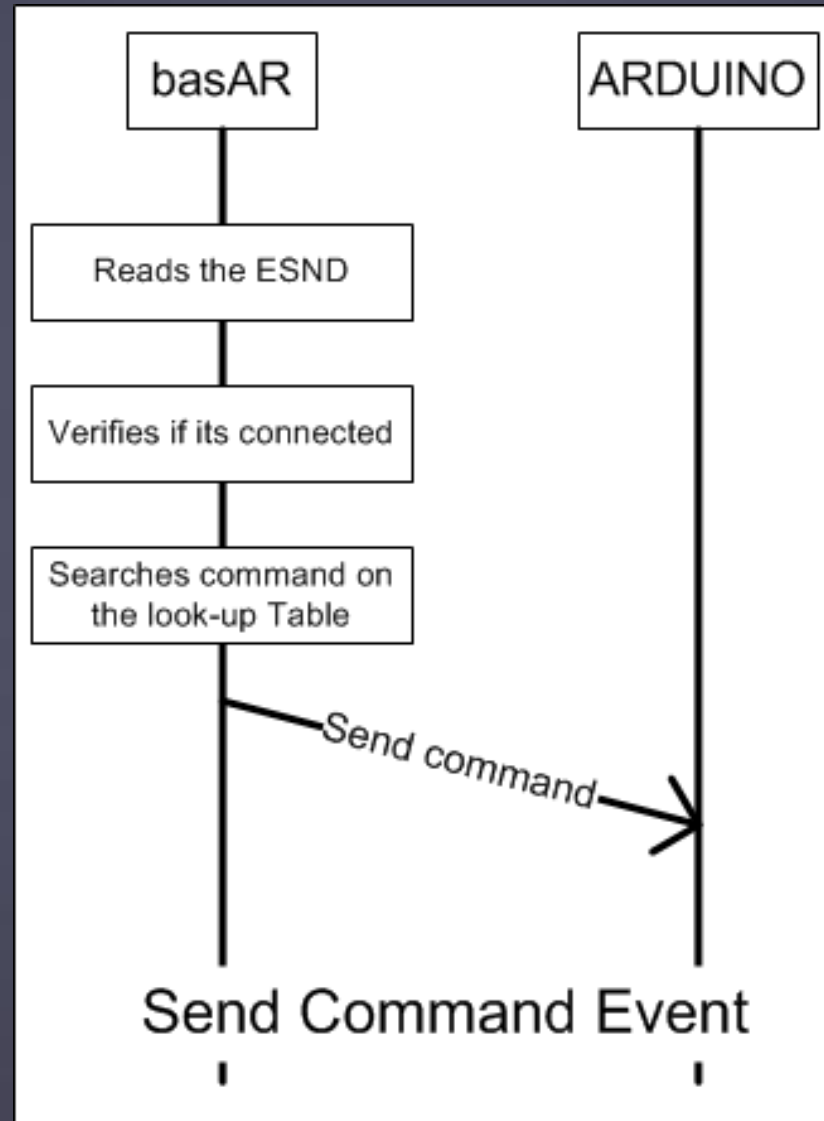 basAR
ARDUINO
Reads the ESND
Verifies if its connected
Searches command on
the look-up Table
Send command
Send Command Event